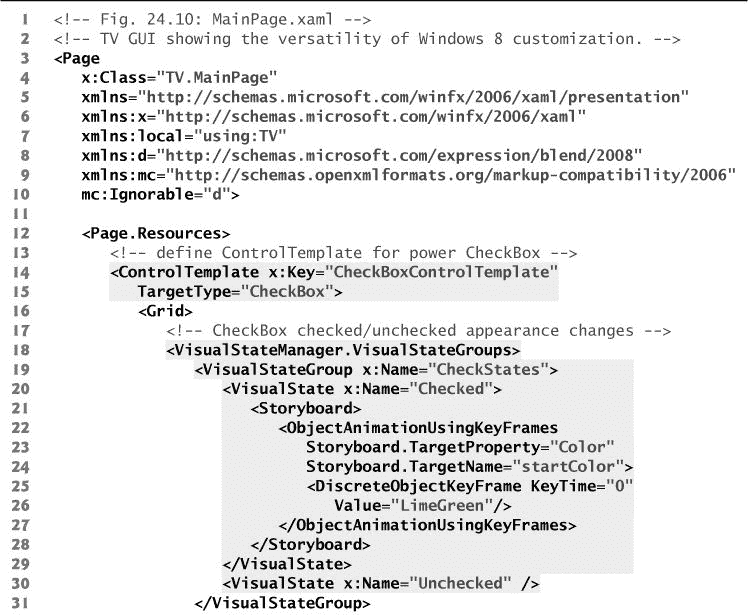 1 <!-- Fig. 24.10: MainPage.xaml -->
2 <!-- TV GUI showing the versatility of Windows 8 customization. -->
3 <Page
4 x:Class="TV.MainPage"
5 xmlns="http://schemas.microsoft.com/winfx/2006/xaml/presentation"
6 xmlns:x="http://schemas.microsoft.com/winfx/2006/xaml"
7 xmlns:local="using:TV"
8 xmlns:d="http://schemas.microsoft.com/expression/blend/2008"
9 xmlns:mc="http://schemas.openxmlformats.org/markup-compatibility/2006"
10 mc:Ignorable="d">
11
12 <Page.Resources>
13 <!-- define ControlTemplate for power CheckBox -->
14 <ControlTemplate x:Key="CheckBoxControlTemplate"
15 TargetType="CheckBox">
16 <Grid>
17 <!-- CheckBox checked/unchecked appearance changes -->
18 <VisualStateManager.VisualStateGroups>
19 <VisualStateGroup x:Name="CheckStates">
20 <VisualState x:Name="Checked">
21 <Storyboard>
22 <ObjectAnimationUsingKeyFrames
23 Storyboard.TargetProperty="Color"
24 Storyboard.TargetName="startColor">
25 <DiscreteObjectKeyFrame KeyTime="0"
26 Value="LimeGreen"/>
27 </ObjectAnimationUsingKeyFrames>
28 </Storyboard>
29 </VisualState>
30 <VisualState x:Name="Unchecked" />
31 </VisualStateGroup>